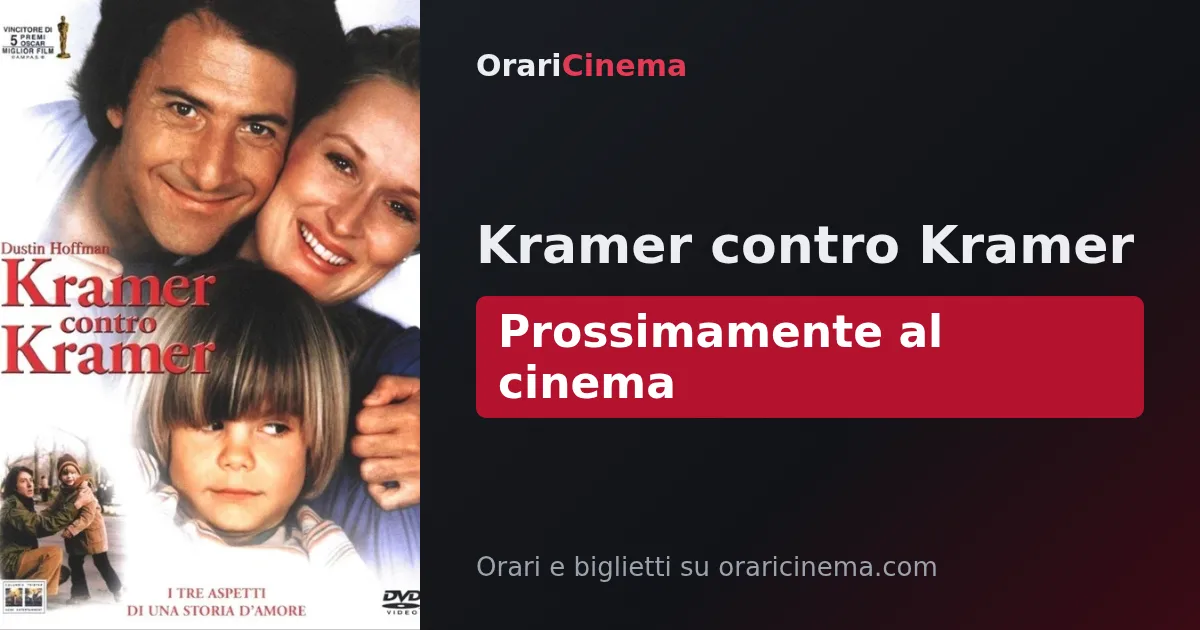 VINCITORE DI
5 PREMI
OSCAR
MIGLIOR FILM
Dustin Hoffman
Kramer
contro
Kramer
I TRE ASPETTI
DI UNA STORIA D'AMORE
DVD
VIDEO
OrariCinema
Kramer contro Kramer
Prossimamente al
cinema
Orari e biglietti su oraricinema.com